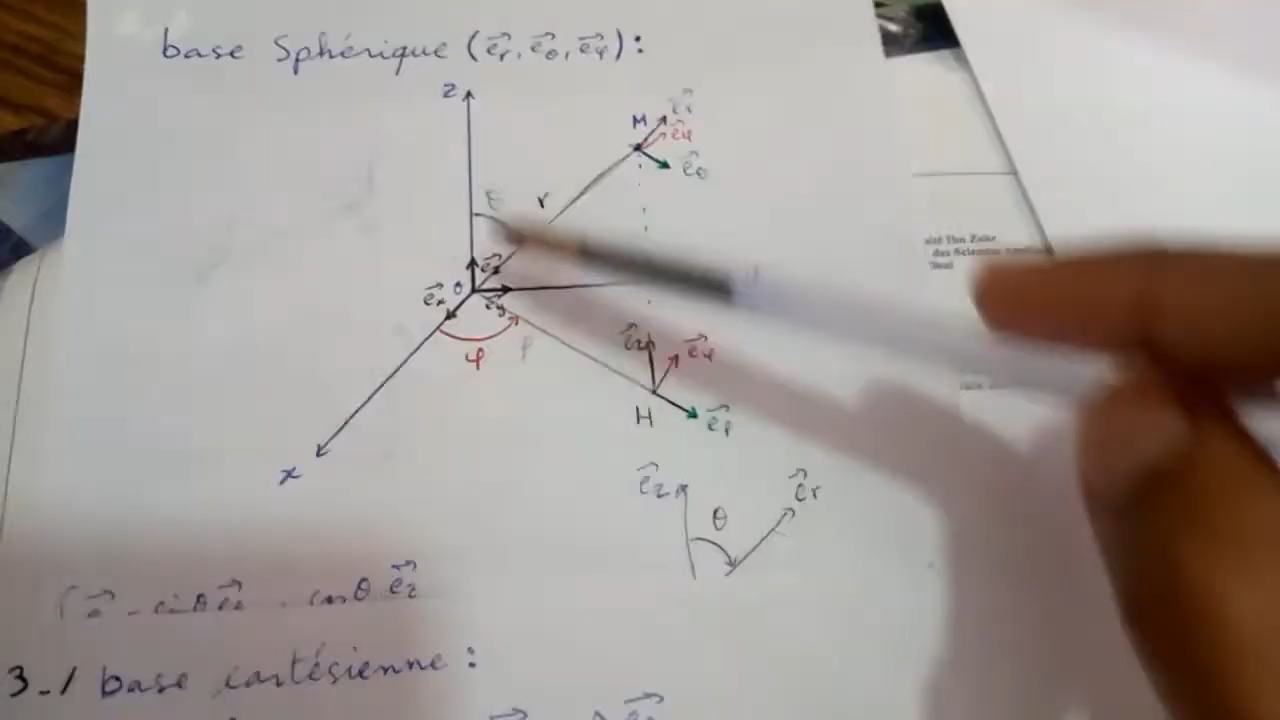 base Sphérique (e⃗r, e⃗θ, e⃗φ) :
z
M
e⃗r
e⃗φ
e⃗θ
θ
r
e⃗z
O
e⃗x
e⃗y
φ
ρ
e⃗z
e⃗φ
H
e⃗ρ
x
e⃗z
e⃗r
θ
cosθ e⃗z
3-/ base cartésienne :